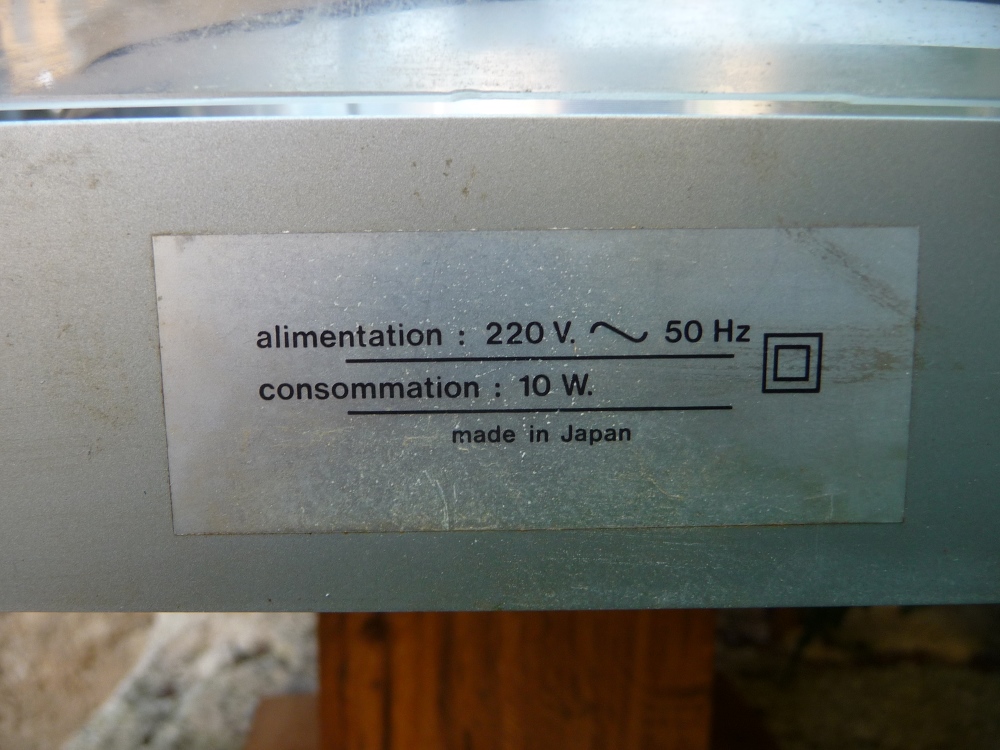 alimentation : 220 V. ~ 50 Hz
consommation : 10 W.
made in Japan